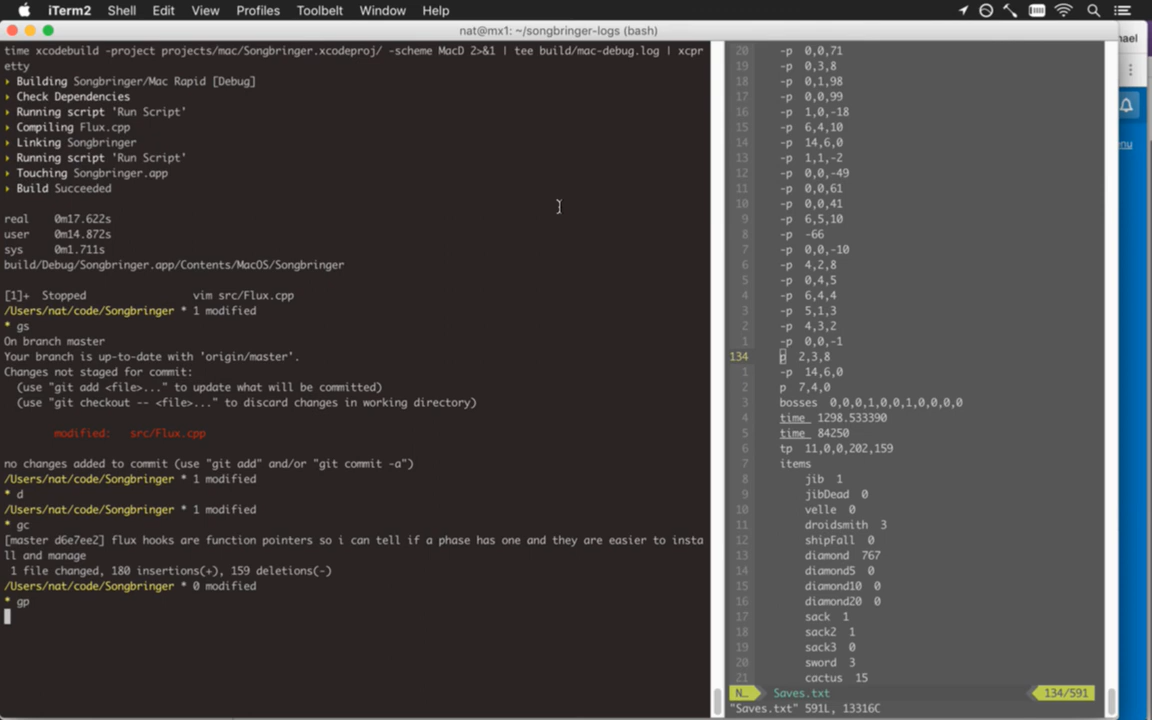 iTerm2 Shell Edit View Profiles Toolbelt Window Help
nat@mx1: ~/songbringer-logs (bash)
time xcodebuild -project projects/mac/Songbringer.xcodeproj/ -scheme MacD 2>&1 | tee build/mac-debug.log | xcpr
etty
Building Songbringer/Mac Rapid [Debug]
Check Dependencies
Running script 'Run Script'
Compiling Flux.cpp
Linking Songbringer
Running script 'Run Script'
Touching Songbringer.app
Build Succeeded
real 0m17.622s
user 0m14.872s
sys 0m1.711s
build/Debug/Songbringer.app/Contents/MacOS/Songbringer
[1]+ Stopped vim src/Flux.cpp
/Users/nat/code/Songbringer * 1 modified
* gs
On branch master
Your branch is up-to-date with 'origin/master'.
Changes not staged for commit:
(use "git add <file>..." to update what will be committed)
(use "git checkout -- <file>..." to discard changes in working directory)
modified: src/Flux.cpp
no changes added to commit (use "git add" and/or "git commit -a")
/Users/nat/code/Songbringer * 1 modified
* d
/Users/nat/code/Songbringer * 1 modified
* gc
[master d6e7ee2] flux hooks are function pointers so i can tell if a phase has one and they are easier to insta
ll and manage
1 file changed, 180 insertions(+), 159 deletions(-)
/Users/nat/code/Songbringer * 0 modified
* gp
20 -p 0,0,71
19 -p 0,3,8
18 -p 0,1,98
17 -p 0,0,99
16 -p 1,0,-18
15 -p 6,4,10
14 -p 14,6,0
13 -p 1,1,-2
12 -p 0,0,-49
11 -p 0,0,61
10 -p 0,0,41
9 -p 6,5,10
8 -p -66
7 -p 0,0,-10
6 -p 4,2,8
5 -p 0,4,5
4 -p 6,4,4
3 -p 5,1,3
2 -p 4,3,2
1 -p 0,0,-1
134 p 2,3,8
1 -p 14,6,0
2 p 7,4,0
3 bosses 0,0,0,1,0,0,1,0,0,0,0
4 time_ 1298.533390
5 time_ 84250
6 tp 11,0,0,202,159
7 items
8 jib 1
9 jibDead 0
10 velle 0
11 droidsmith 3
12 shipFall 0
13 diamond 767
14 diamond5 0
15 diamond10 0
16 diamond20 0
17 sack 1
18 sack2 1
19 sack3 0
20 sword 3
21 cactus 15
N… Saves.txt 134/591
"Saves.txt" 591L, 13316C
ael
nu